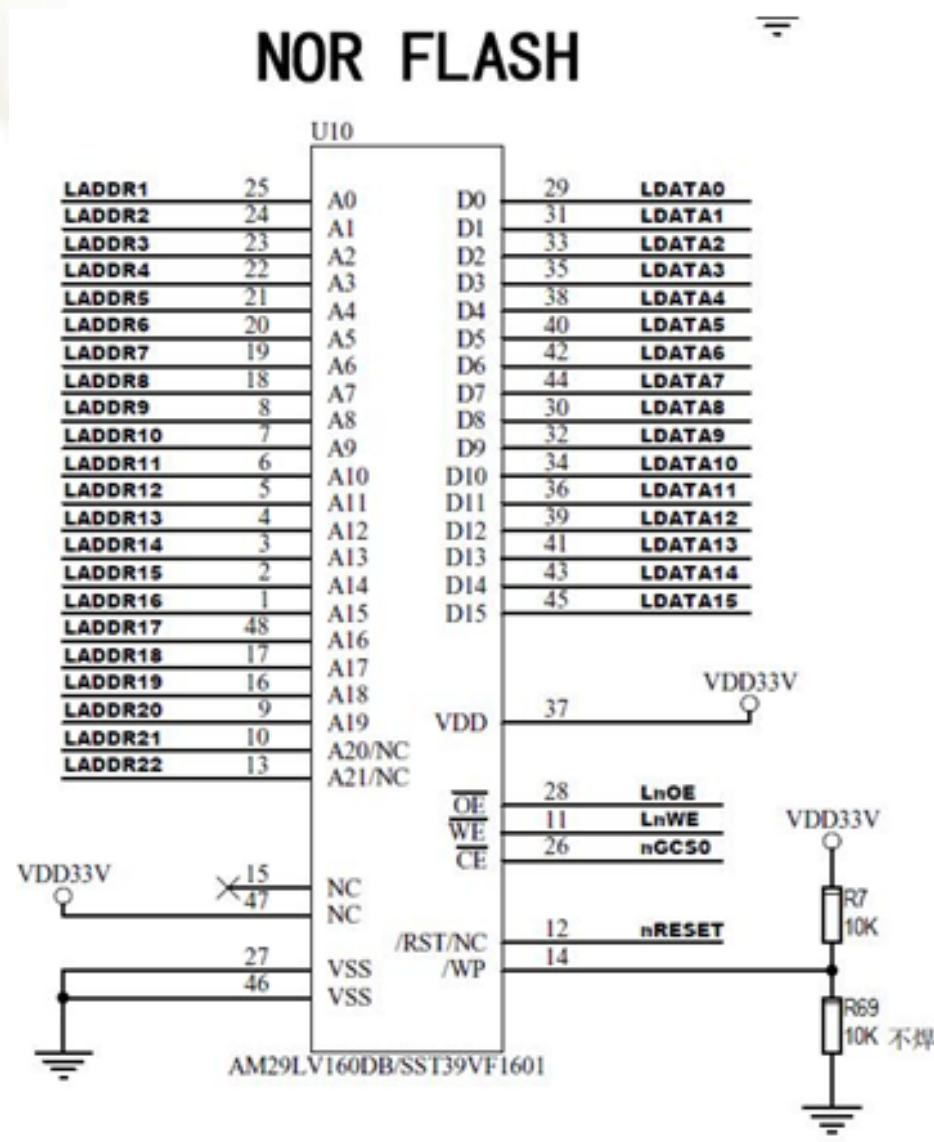 NOR FLASH
U10
LADDR1 25 A0 D0 29 LDATA0
LADDR2 24 A1 D1 31 LDATA1
LADDR3 23 A2 D2 33 LDATA2
LADDR4 22 A3 D3 35 LDATA3
LADDR5 21 A4 D4 38 LDATA4
LADDR6 20 A5 D5 40 LDATA5
LADDR7 19 A6 D6 42 LDATA6
LADDR8 18 A7 D7 44 LDATA7
LADDR9 8 A8 D8 30 LDATA8
LADDR10 7 A9 D9 32 LDATA9
LADDR11 6 A10 D10 34 LDATA10
LADDR12 5 A11 D11 36 LDATA11
LADDR13 4 A12 D12 39 LDATA12
LADDR14 3 A13 D13 41 LDATA13
LADDR15 2 A14 D14 43 LDATA14
LADDR16 1 A15 D15 45 LDATA15
LADDR17 48 A16
LADDR18 17 A17
LADDR19 16 A18 VDD33V
LADDR20 9 A19 VDD 37
LADDR21 10 A20/NC
LADDR22 13 A21/NC
OE 28 LnOE
WE 11 LnWE VDD33V
CE 26 nGCS0
VDD33V 15 NC
47 NC R7
/RST/NC 12 nRESET 10K
27 VSS /WP 14
46 VSS R69
10K 不焊
AM29LV160DB/SST39VF1601